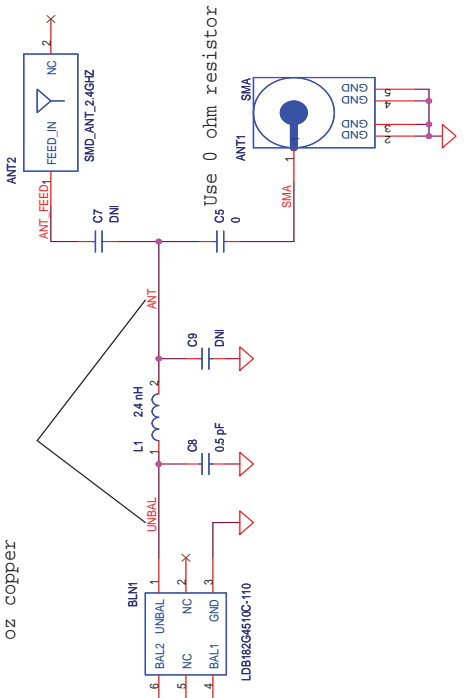 oz copper
ANT2
2
NC
FEED_IN
1
SMD_ANT_2.4GHZ
ANT_FEED
C7
DNI
Use 0 ohm resistor
C5
0
SMA
ANT1
1
SMA
GND
GND
GND
GND
5
4
3
2
ANT
L1
2.4 nH
1
2
C9
DNI
C8
0.5 pF
UNBAL
BLN1
6
BAL2
UNBAL
1
5
NC
NC
2
4
BAL1
GND
3
LDB182G4510C-110